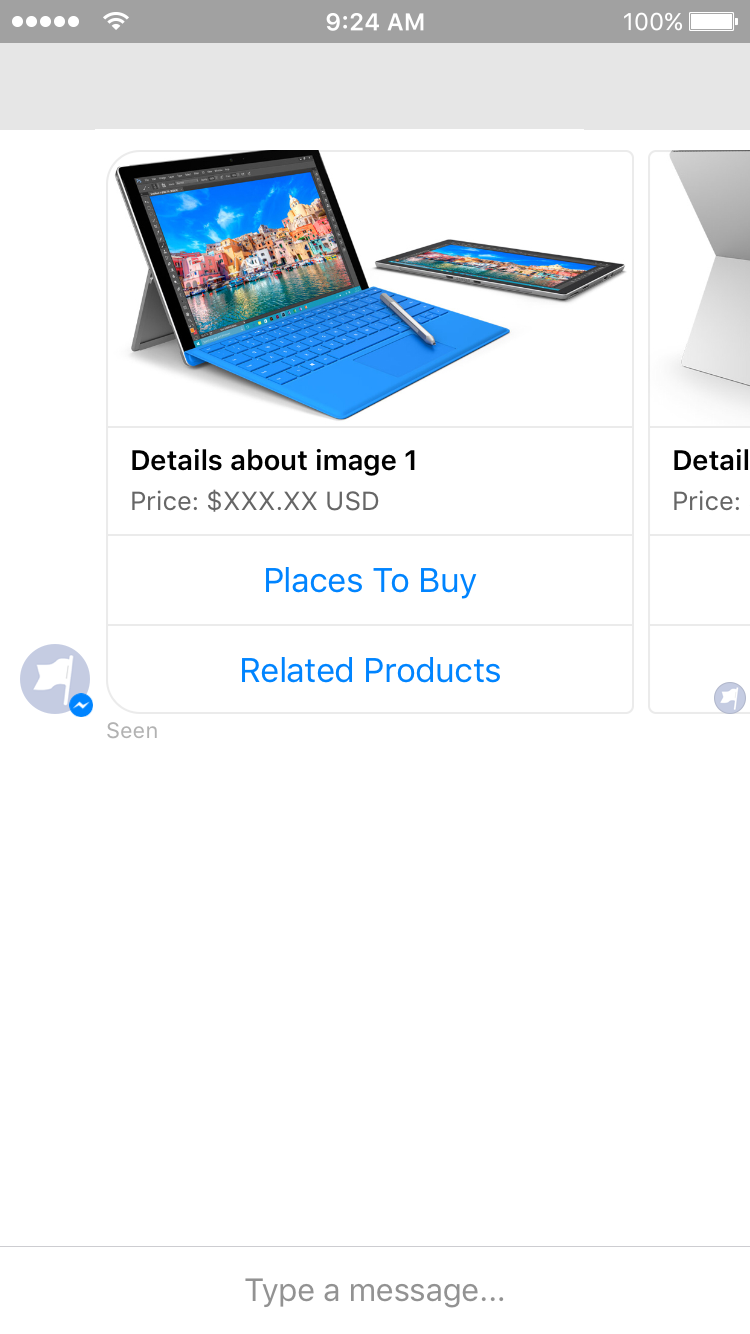 9:24 AM
100%
Details about image 1
Price: $XXX.XX USD
Detail
Price:
Places To Buy
Related Products
Seen
Type a message...